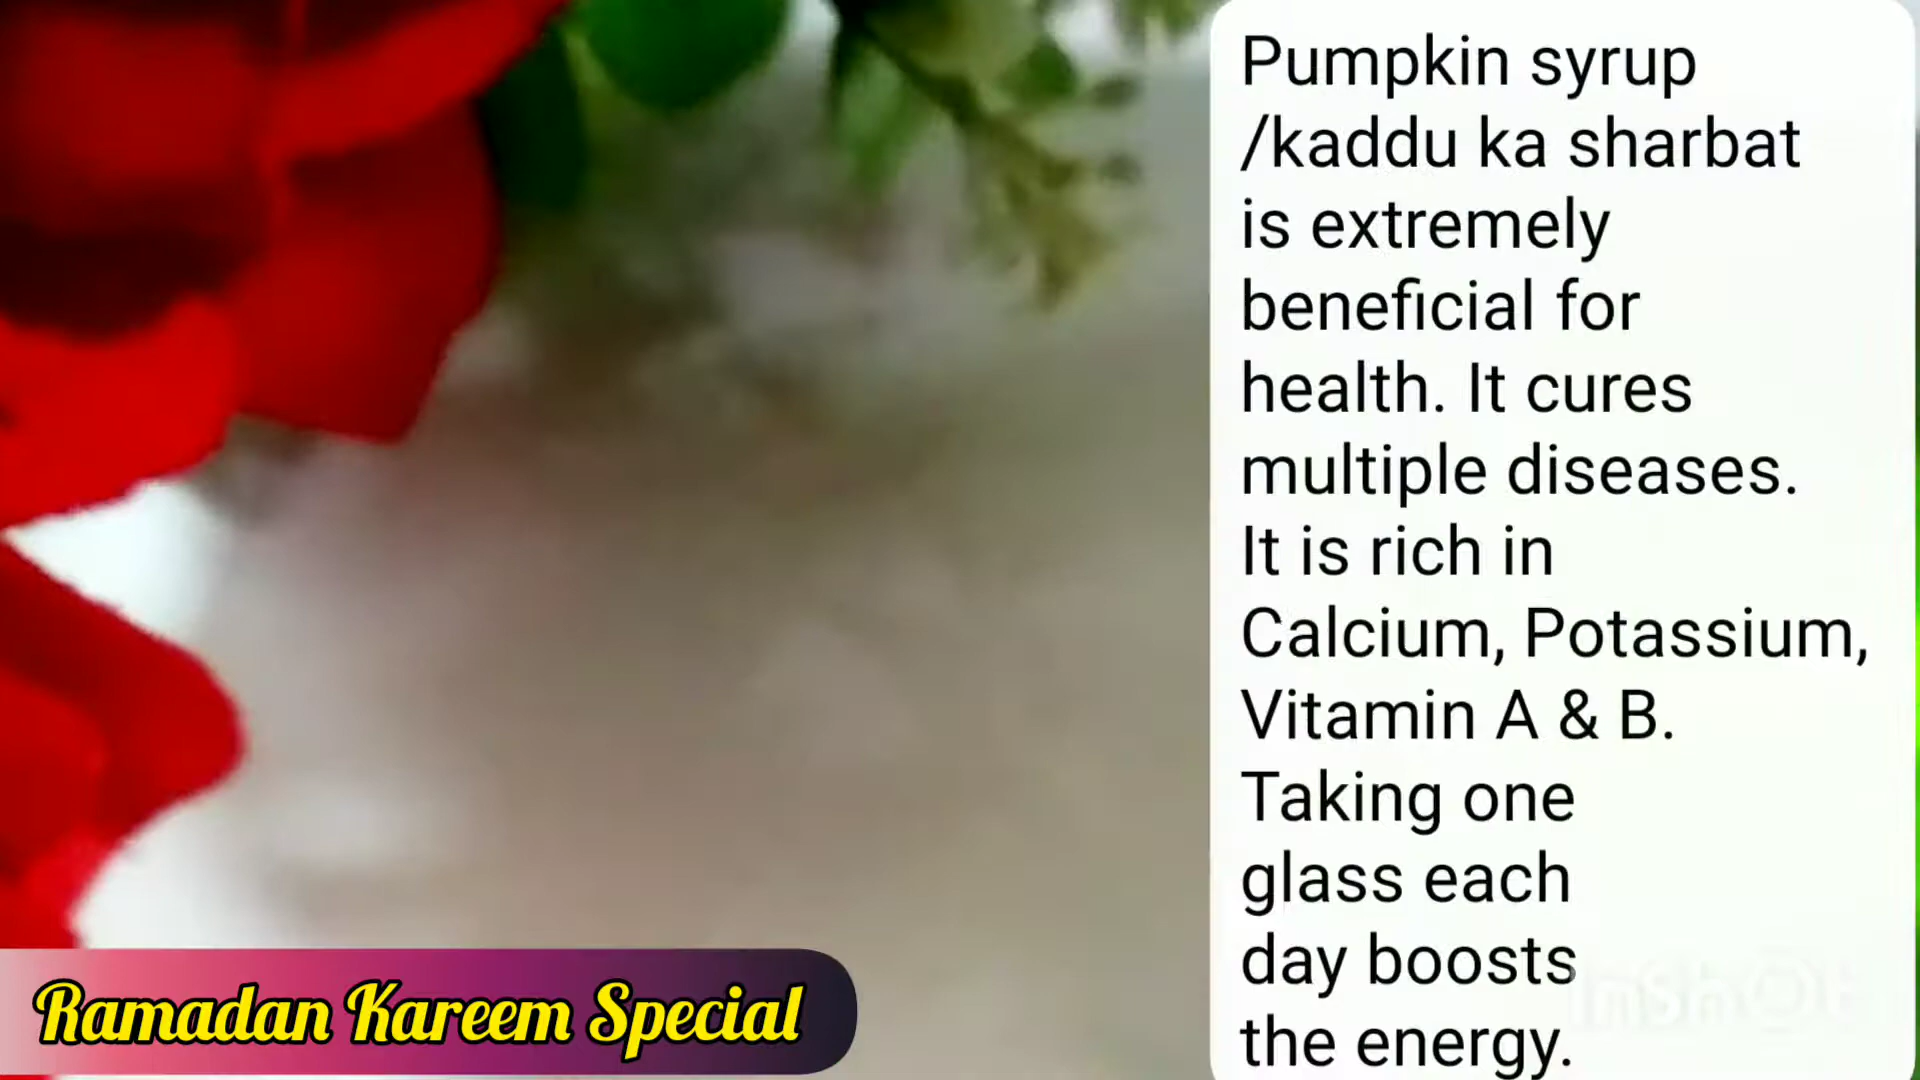 Pumpkin syrup
/kaddu ka sharbat
is extremely
beneficial for
health. It cures
multiple diseases.
It is rich in
Calcium, Potassium,
Vitamin A & B.
Taking one
glass each
day boosts
the energy.
InShOt
Ramadan Kareem Special